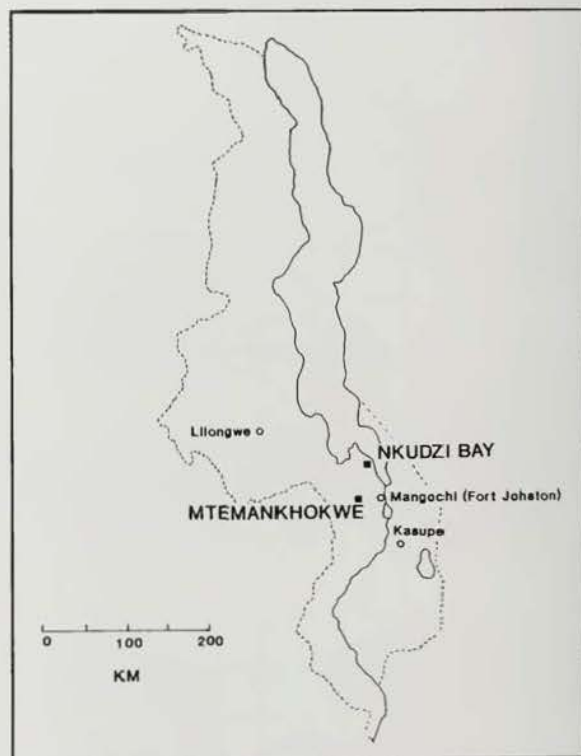 NKUDZI BAY
Lilongwe
Mangochi (Fort Johston)
MTEMANKHOKWE
Kasupe
0 100 200
KM